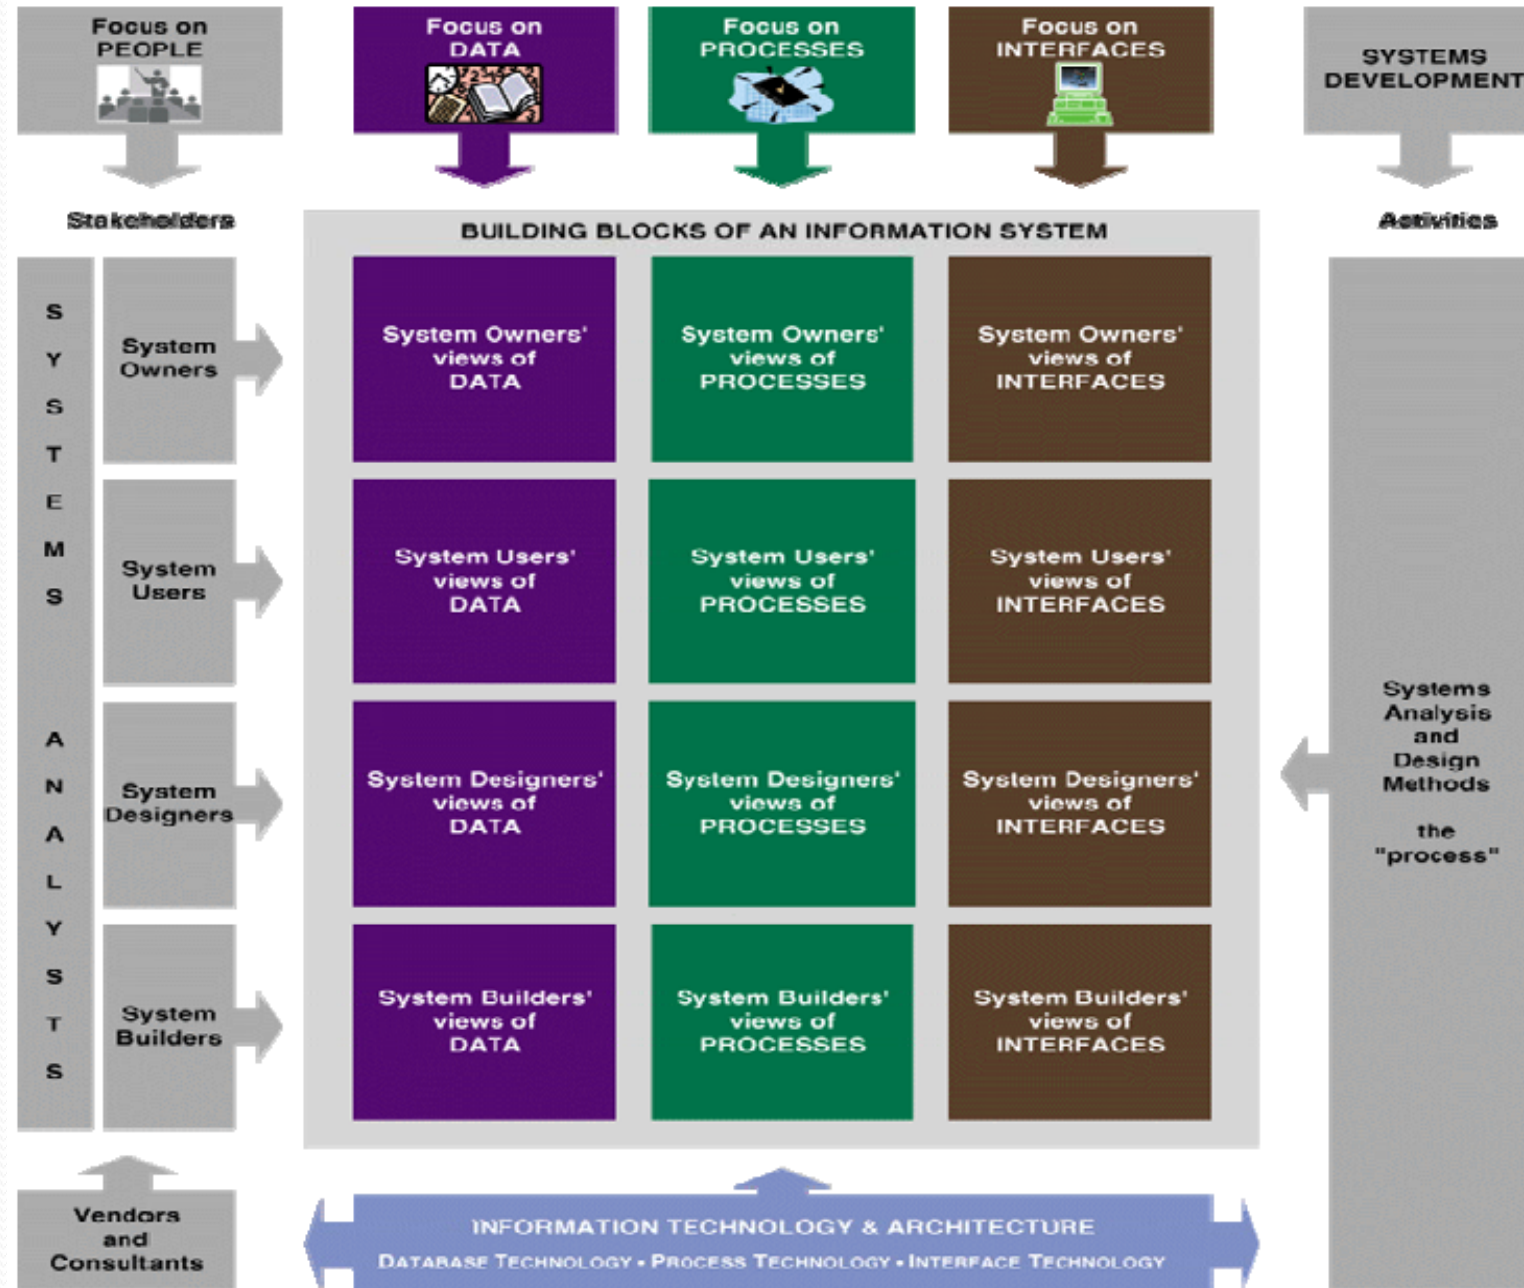 Focus on
PEOPLE
Focus on
DATA
Focus on
PROCESSES
Focus on
INTERFACES
SYSTEMS
DEVELOPMENT
Stakeholders
BUILDING BLOCKS OF AN INFORMATION SYSTEM
Activities
SYSTEMS ANALYSTS
System
Owners
System Owners'
views of
DATA
System Owners'
views of
PROCESSES
System Owners'
views of
INTERFACES
System
Users
System Users'
views of
DATA
System Users'
views of
PROCESSES
System Users'
views of
INTERFACES
System
Designers
System Designers'
views of
DATA
System Designers'
views of
PROCESSES
System Designers'
views of
INTERFACES
System
Builders
System Builders'
views of
DATA
System Builders'
views of
PROCESSES
System Builders'
views of
INTERFACES
Systems
Analysis
and
Design
Methods
the
"process"
Vendors
and
Consultants
INFORMATION TECHNOLOGY & ARCHITECTURE
DATABASE TECHNOLOGY • PROCESS TECHNOLOGY • INTERFACE TECHNOLOGY